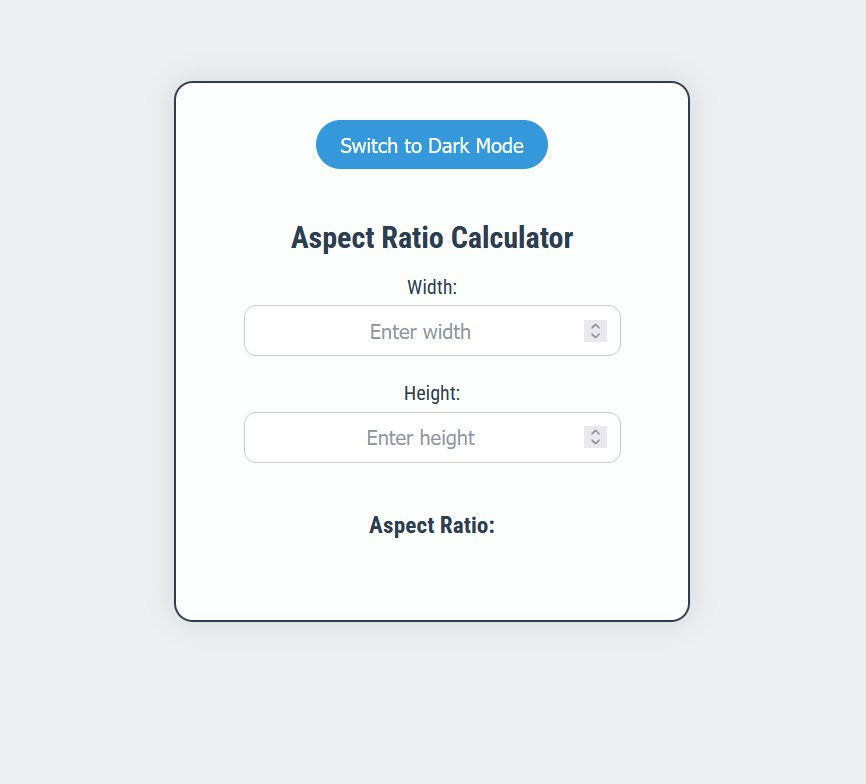 Switch to Dark Mode
Aspect Ratio Calculator
Width:
Enter width
Height:
Enter height
Aspect Ratio: